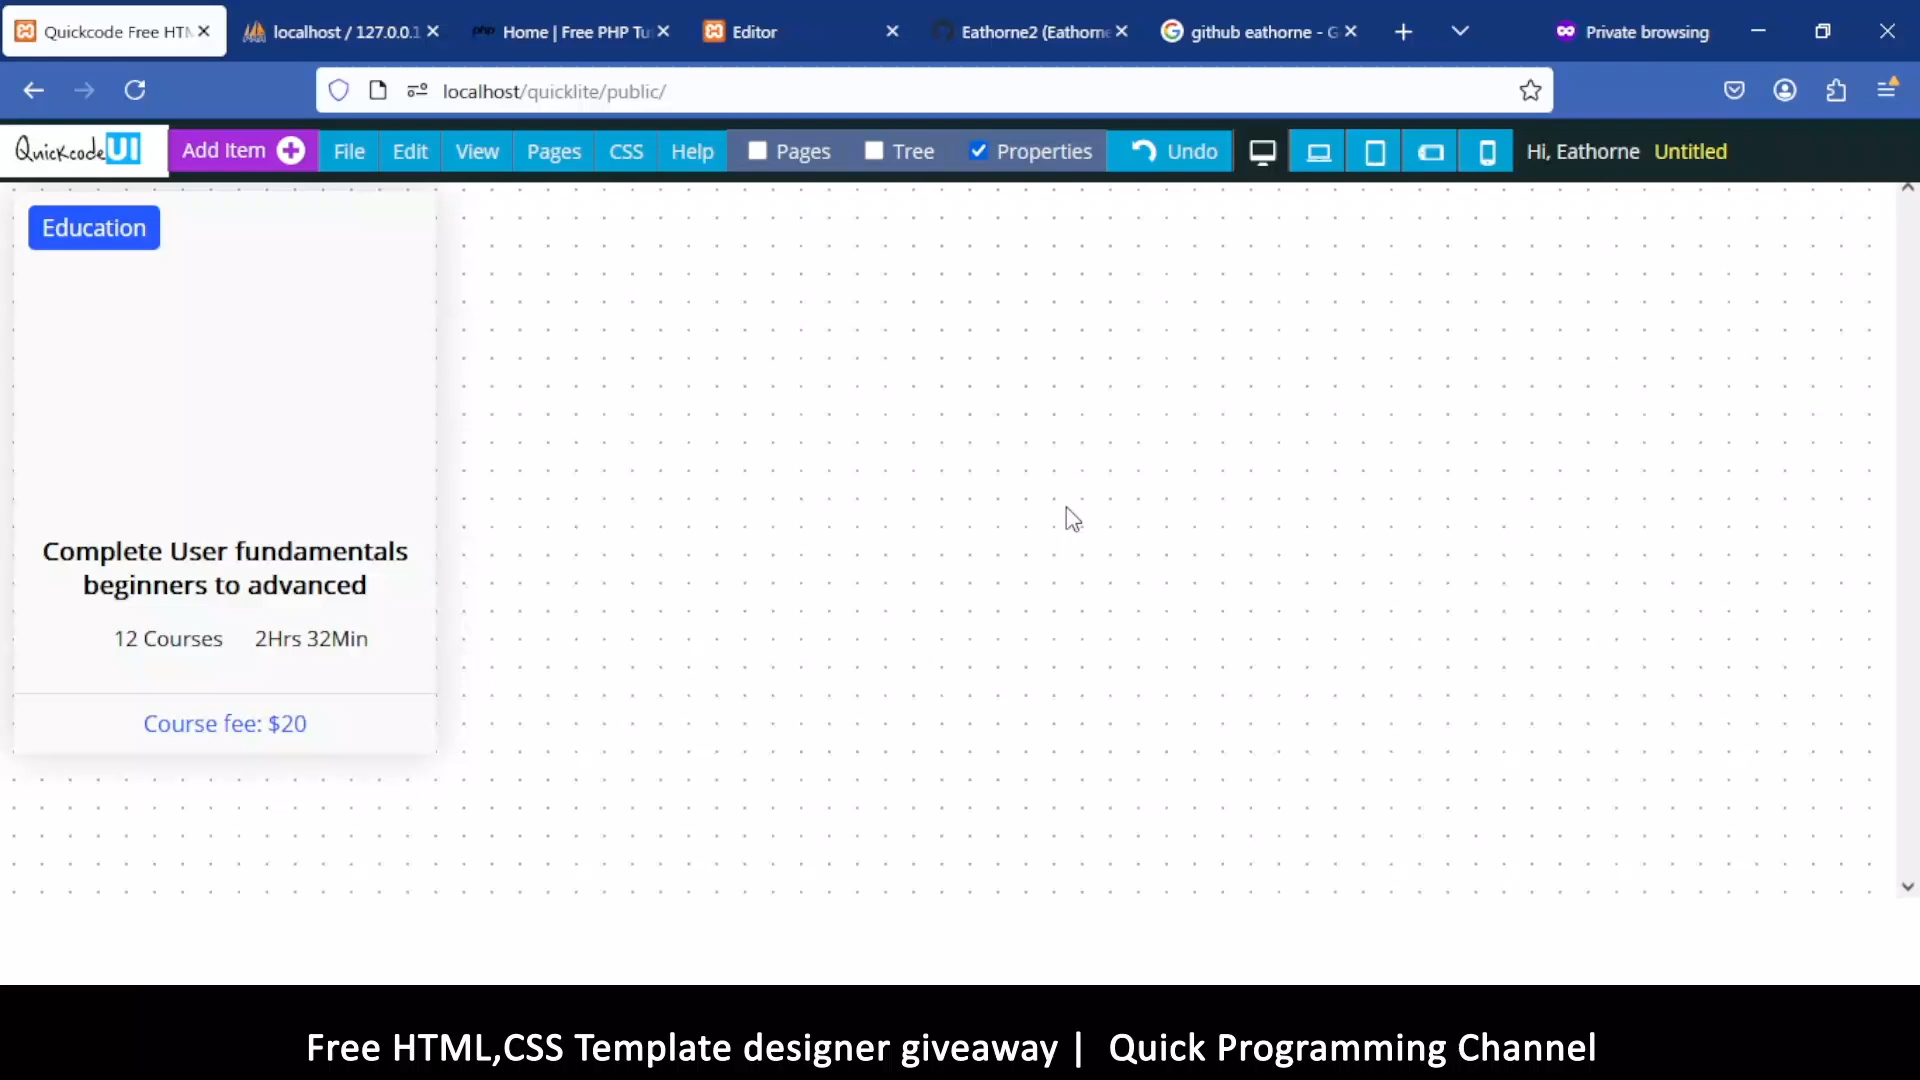 Quickcode Free HTM
localhost / 127.0.0.1
php Home | Free PHP Tu
Editor
Eathorne2 (Eathorne
github eathorne - G
Private browsing
localhost/quicklite/public/
QuickcodeUI
Add Item
File
Edit
View
Pages
CSS
Help
Pages
Tree
Properties
Undo
Hi, Eathorne
Untitled
Education
Complete User fundamentals
beginners to advanced
12 Courses 2Hrs 32Min
Course fee: $20
Free HTML,CSS Template designer giveaway | Quick Programming Channel